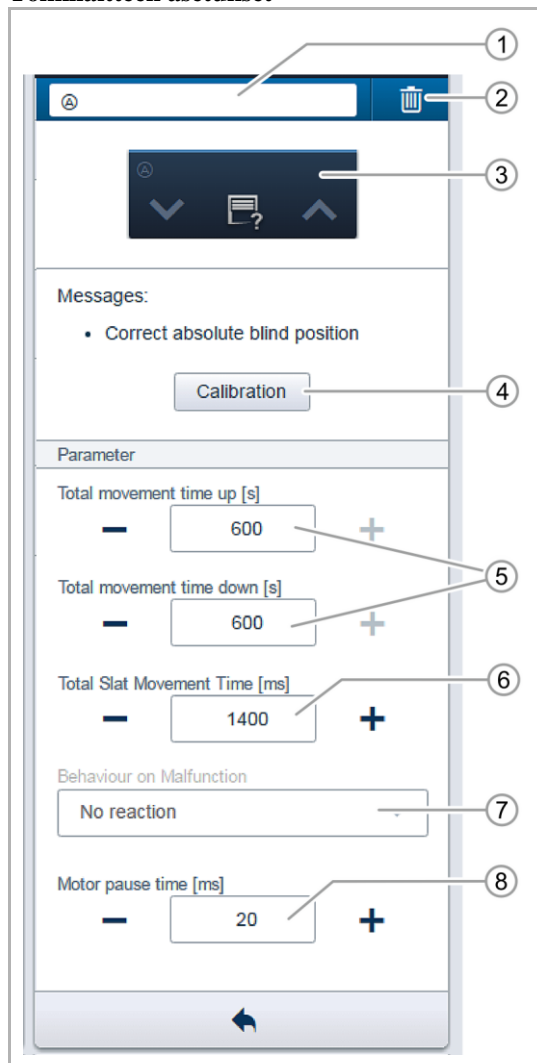 Toimilaitteen asetukset
1
Ⓐ
2
Ⓐ
3
?
Messages:
• Correct absolute blind position
Calibration
4
Parameter
Total movement time up [s]
− 600 +
5
Total movement time down [s]
− 600 +
Total Slat Movement Time [ms]
6
− 1400 +
Behaviour on Malfunction
No reaction
7
Motor pause time [ms]
8
− 20 +